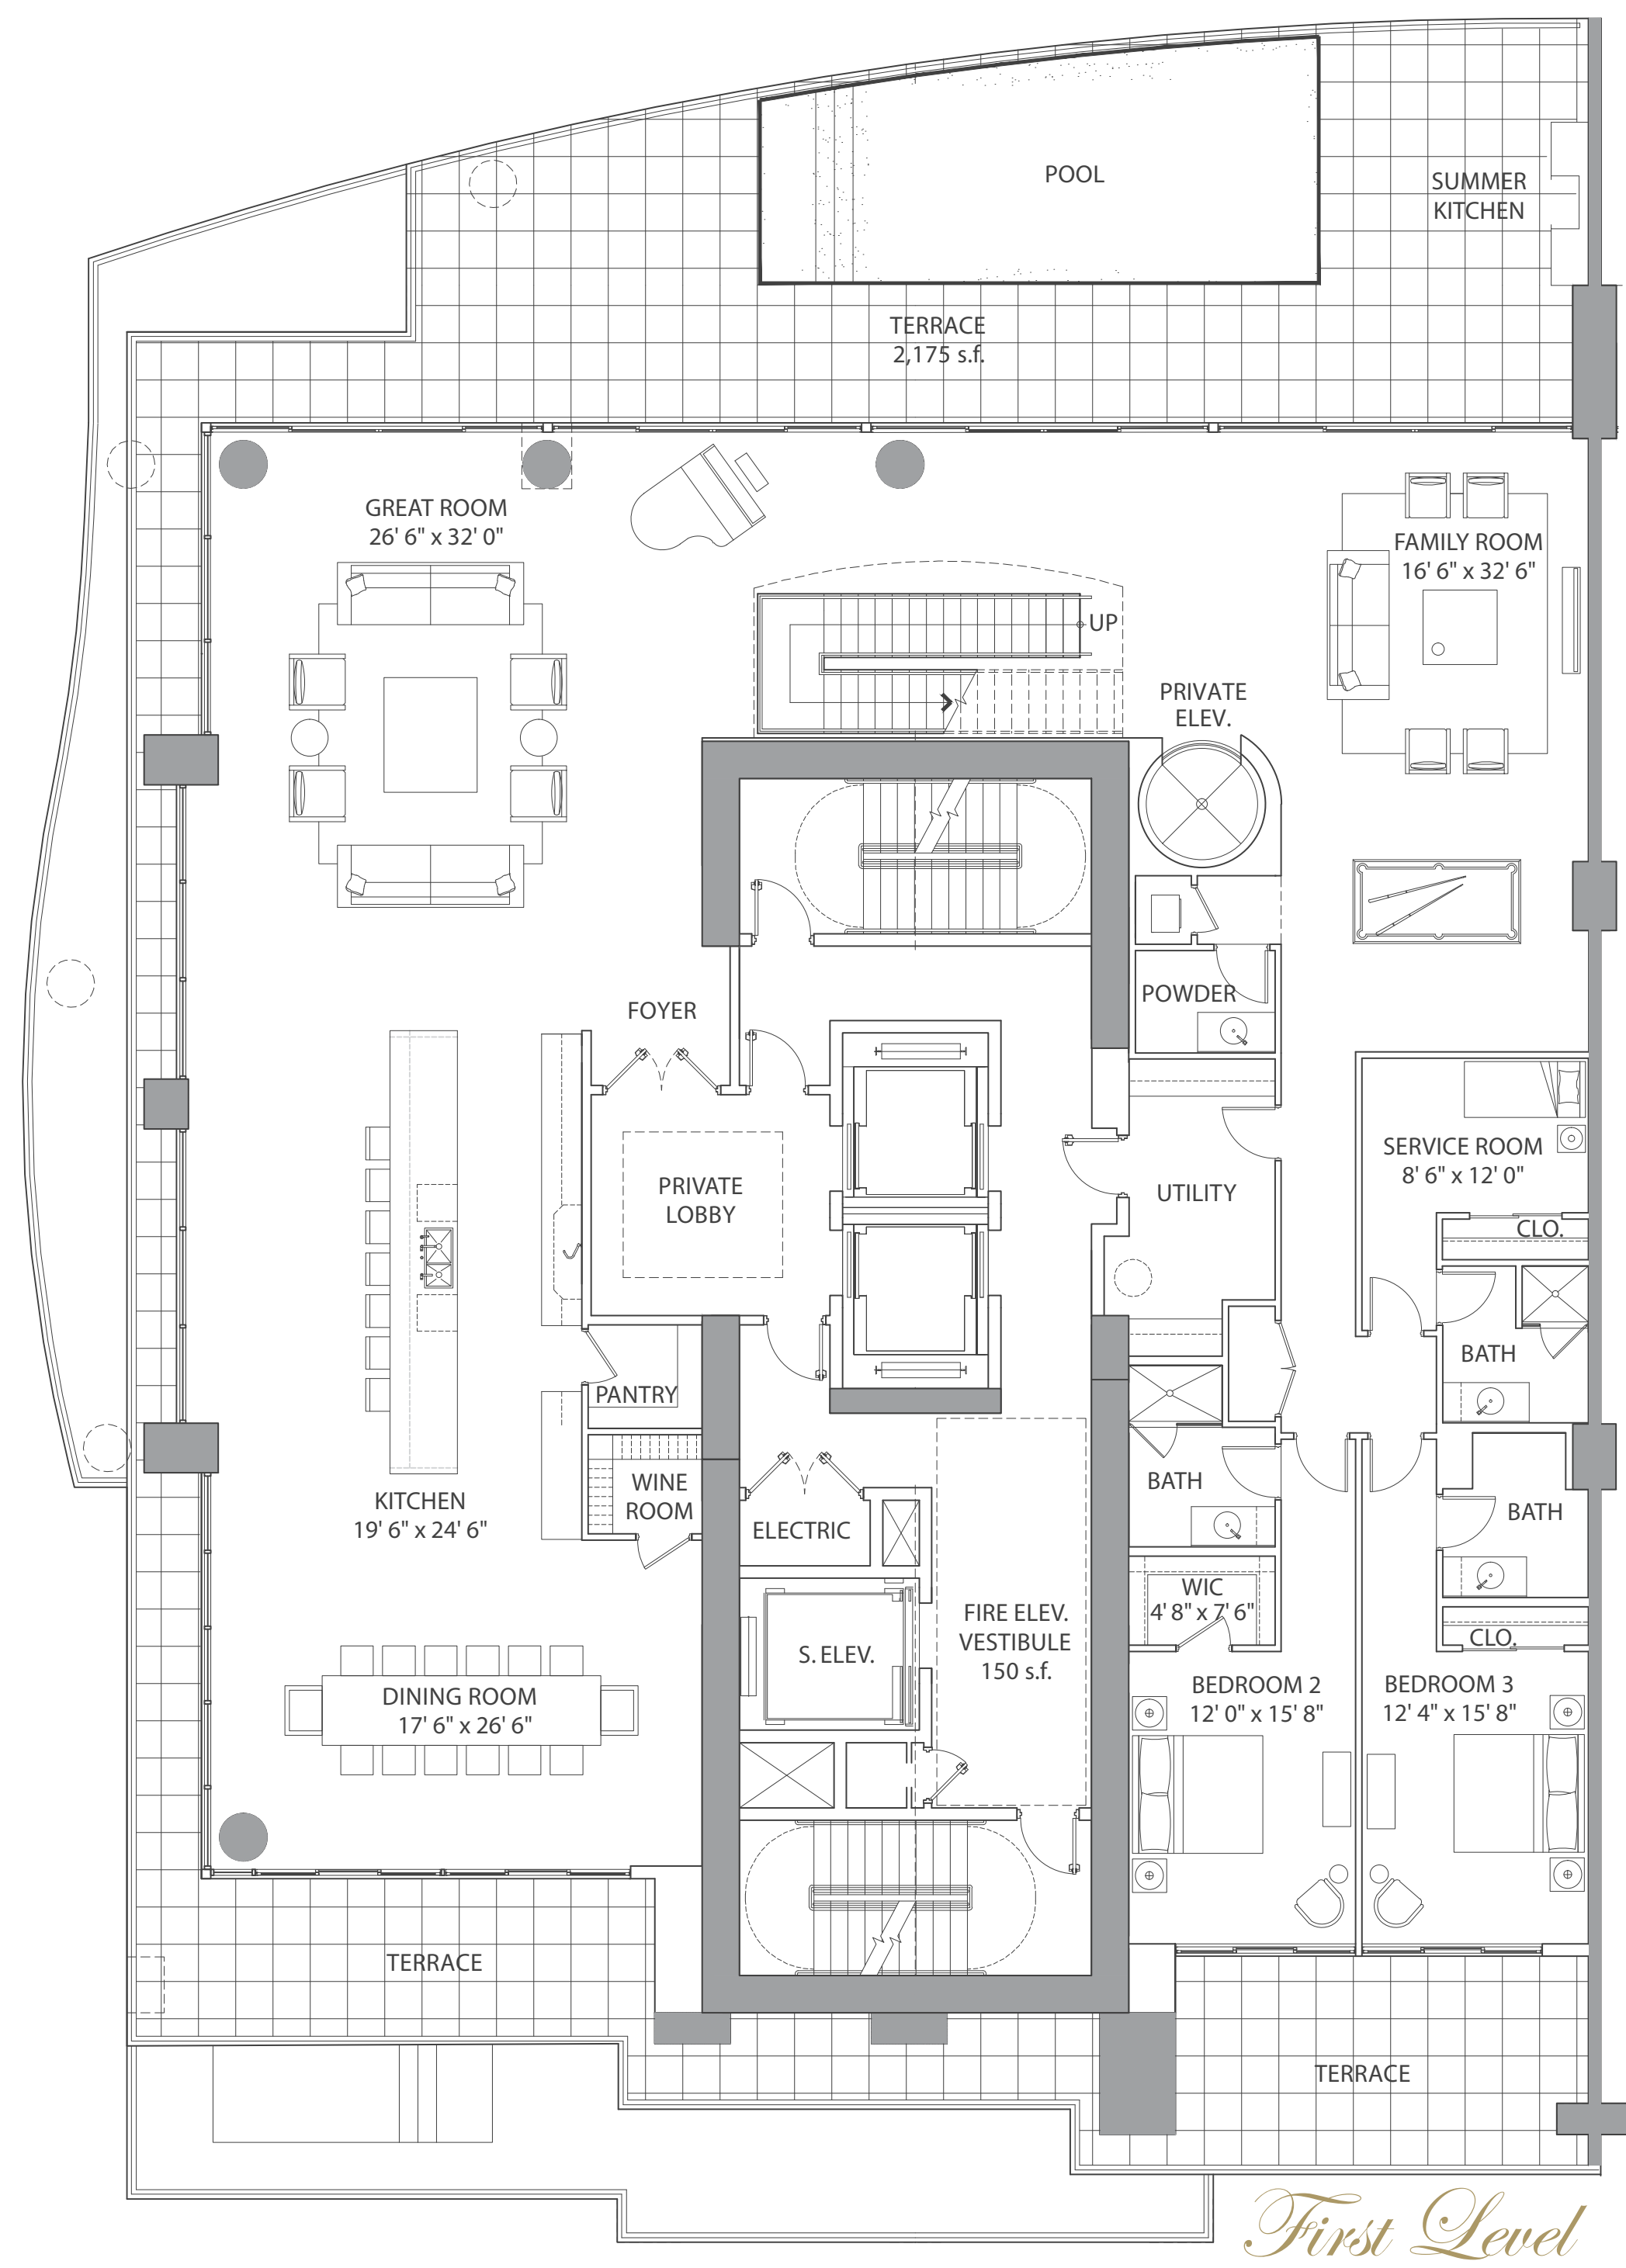 POOL
SUMMER
KITCHEN
TERRACE
2,175 s.f.
GREAT ROOM
26' 6" x 32' 0"
FAMILY ROOM
16' 6" x 32' 6"
UP
PRIVATE
ELEV.
POWDER
FOYER
SERVICE ROOM
8' 6" x 12' 0"
PRIVATE
LOBBY
UTILITY
CLO.
BATH
PANTRY
WINE
ROOM
KITCHEN
19' 6" x 24' 6"
ELECTRIC
BATH
BATH
WIC
4' 8" x 7' 6"
FIRE ELEV.
VESTIBULE
150 s.f.
S. ELEV.
CLO.
DINING ROOM
17' 6" x 26' 6"
BEDROOM 2
12' 0" x 15' 8"
BEDROOM 3
12' 4" x 15' 8"
TERRACE
TERRACE
First Level